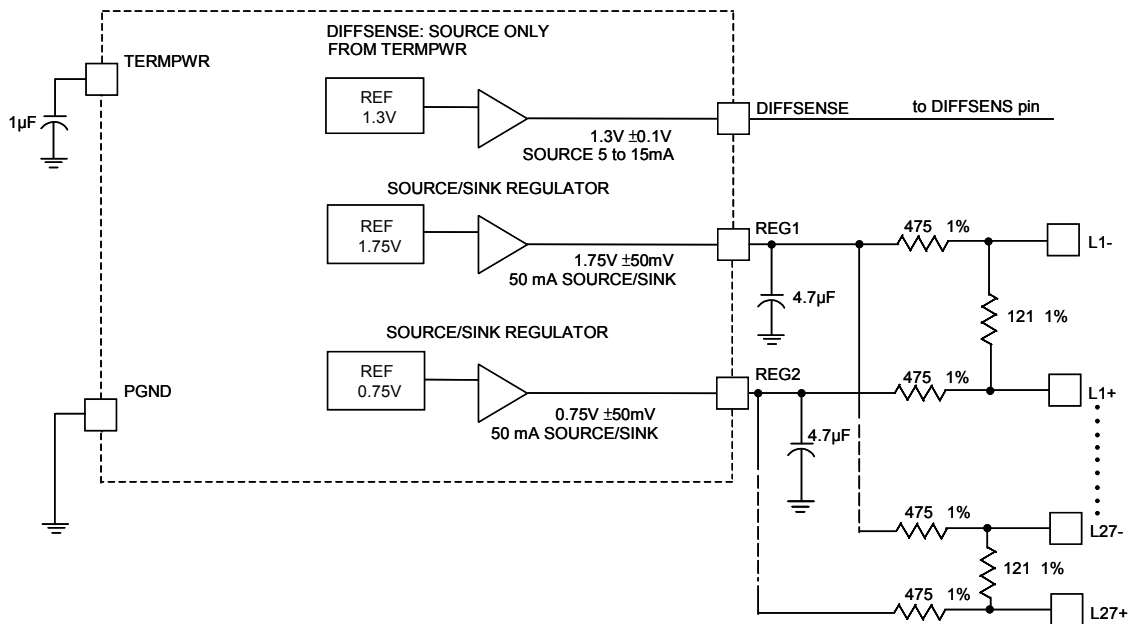 DIFFSENSE: SOURCE ONLY
FROM TERMPWR
TERMPWR
REF
1.3V
1µF
DIFFSENSE
to DIFFSENS pin
1.3V ±0.1V
SOURCE 5 to 15mA
SOURCE/SINK REGULATOR
REF
1.75V
REG1
475 1%
L1-
1.75V ±50mV
50 mA SOURCE/SINK
4.7µF
121 1%
SOURCE/SINK REGULATOR
REF
0.75V
PGND
REG2
475 1%
L1+
0.75V ±50mV
50 mA SOURCE/SINK
4.7µF
475 1%
L27-
121 1%
475 1%
L27+